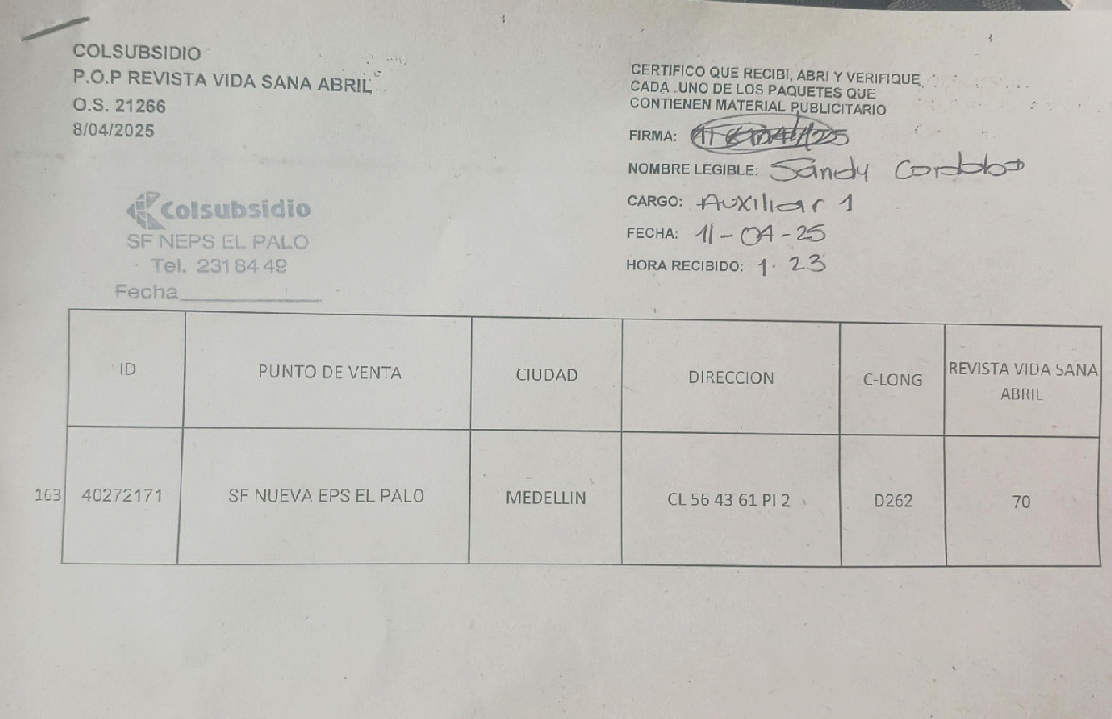 COLSUBSIDIO
P.O.P REVISTA VIDA SANA ABRIL
O.S. 21266
8/04/2025
CERTIFICO QUE RECIBI, ABRI Y VERIFIQUE
CADA UNO DE LOS PAQUETES QUE
CONTIENEN MATERIAL PUBLICITARIO
FIRMA:
NOMBRE LEGIBLE: Sandy Cordoba
CARGO: Auxiliar 1
FECHA: 11-04-25
HORA RECIBIDO: 1.23
Colsubsidio
SF NEPS EL PALO
Tel. 231 84 49
Fecha
ID PUNTO DE VENTA CIUDAD DIRECCION C-LONG REVISTA VIDA SANA ABRIL
163 40272171 SF NUEVA EPS EL PALO MEDELLIN CL 56 43 61 PI 2 D262 70